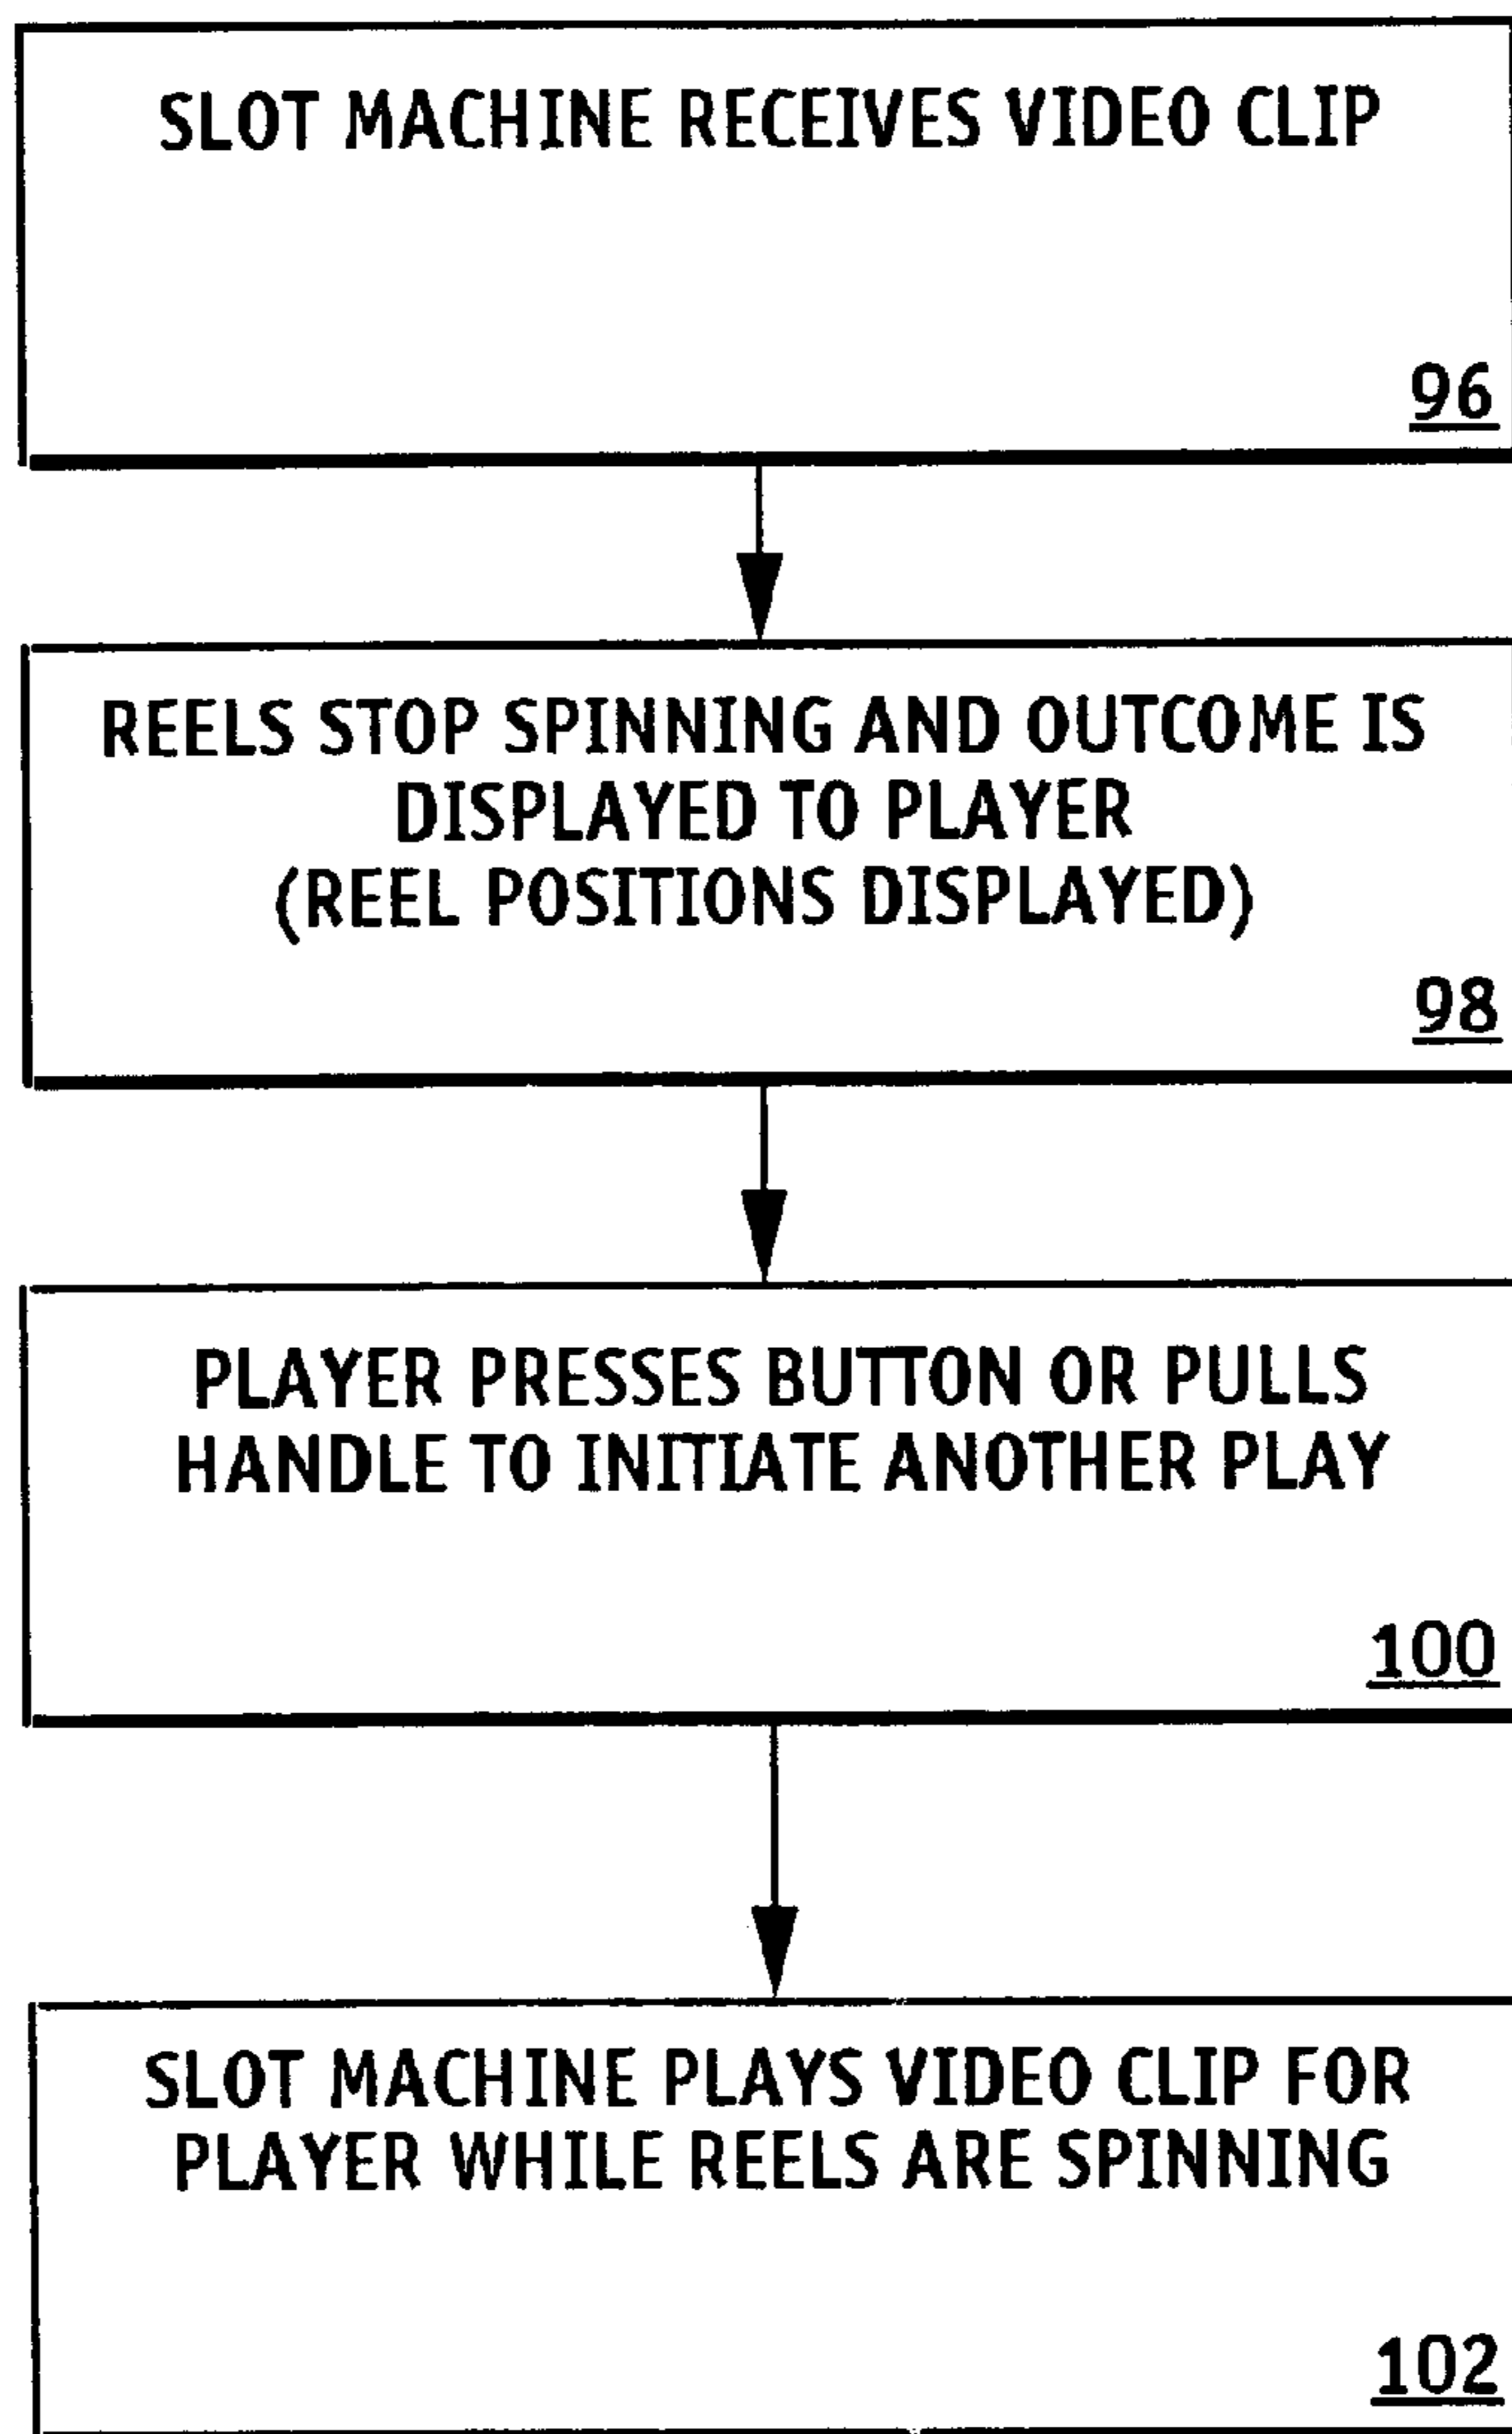 SLOT MACHINE RECEIVES VIDEO CLIP
96
REELS STOP SPINNING AND OUTCOME IS
DISPLAYED TO PLAYER
(REEL POSITIONS DISPLAYED)
98
PLAYER PRESSES BUTTON OR PULLS
HANDLE TO INITIATE ANOTHER PLAY
100
SLOT MACHINE PLAYS VIDEO CLIP FOR
PLAYER WHILE REELS ARE SPINNING
102